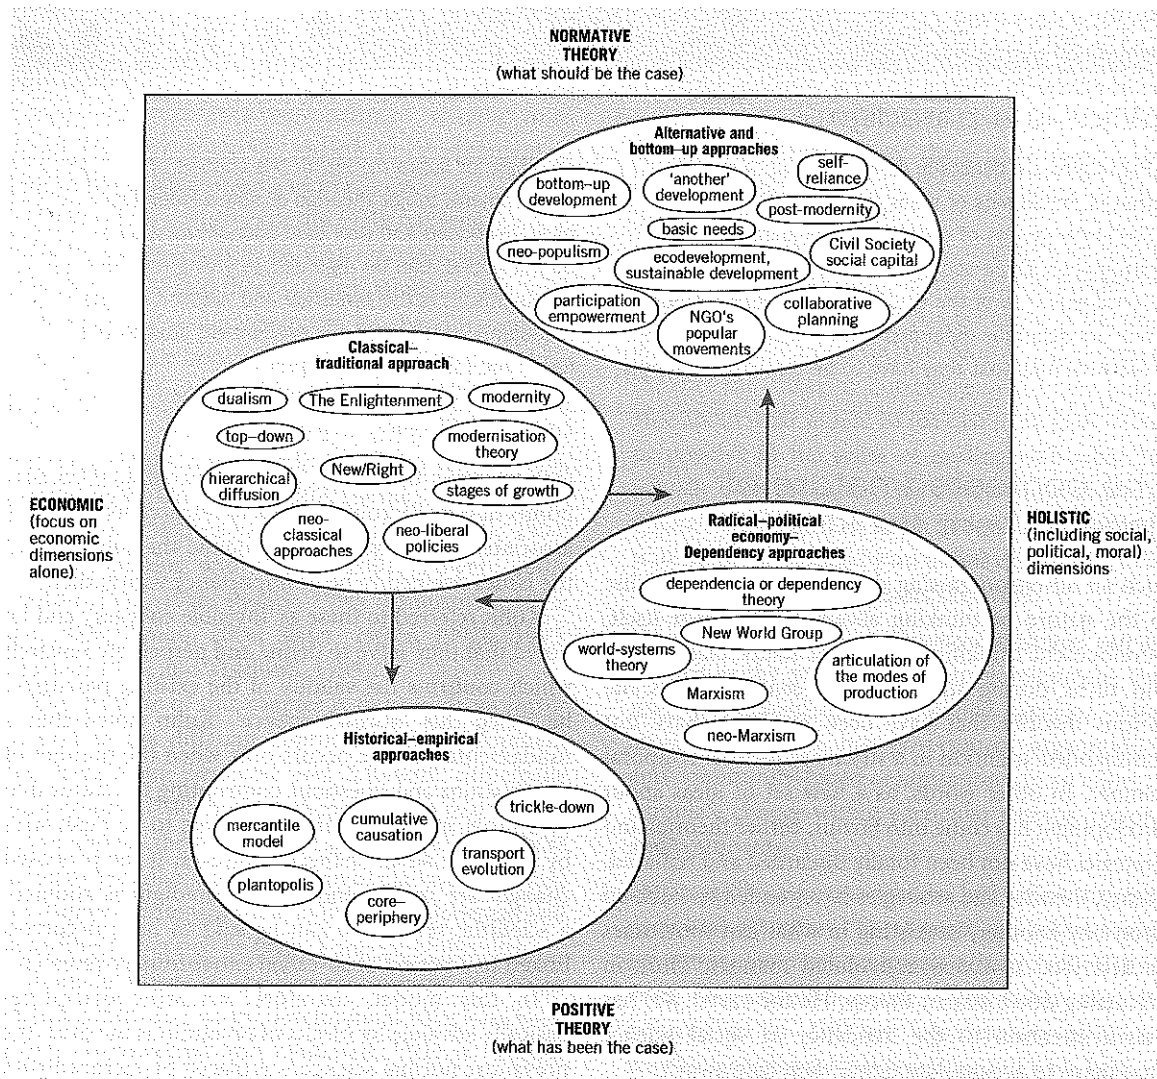 NORMATIVE
THEORY
(what should be the case)
Alternative and
bottom–up approaches
self-
reliance
'another'
development
bottom–up
development
post-modernity
basic needs
Civil Society
social capital
neo-populism
ecodevelopment,
sustainable development
participation
empowerment
NGO's
popular
movements
collaborative
planning
Classical–
traditional approach
dualism
The Enlightenment
modernity
top–down
modernisation
theory
New/Right
hierarchical
diffusion
stages of growth
neo-
classical
approaches
neo-liberal
policies
ECONOMIC
(focus on
economic
dimensions
alone)
HOLISTIC
(including social,
political, moral)
dimensions
Radical–political
economy–
Dependency approaches
dependencia or dependency
theory
New World Group
world-systems
theory
articulation of
the modes of
production
Marxism
neo-Marxism
Historical–empirical
approaches
trickle-down
mercantile
model
cumulative
causation
transport
evolution
plantopolis
core–
periphery
POSITIVE
THEORY
(what has been the case)